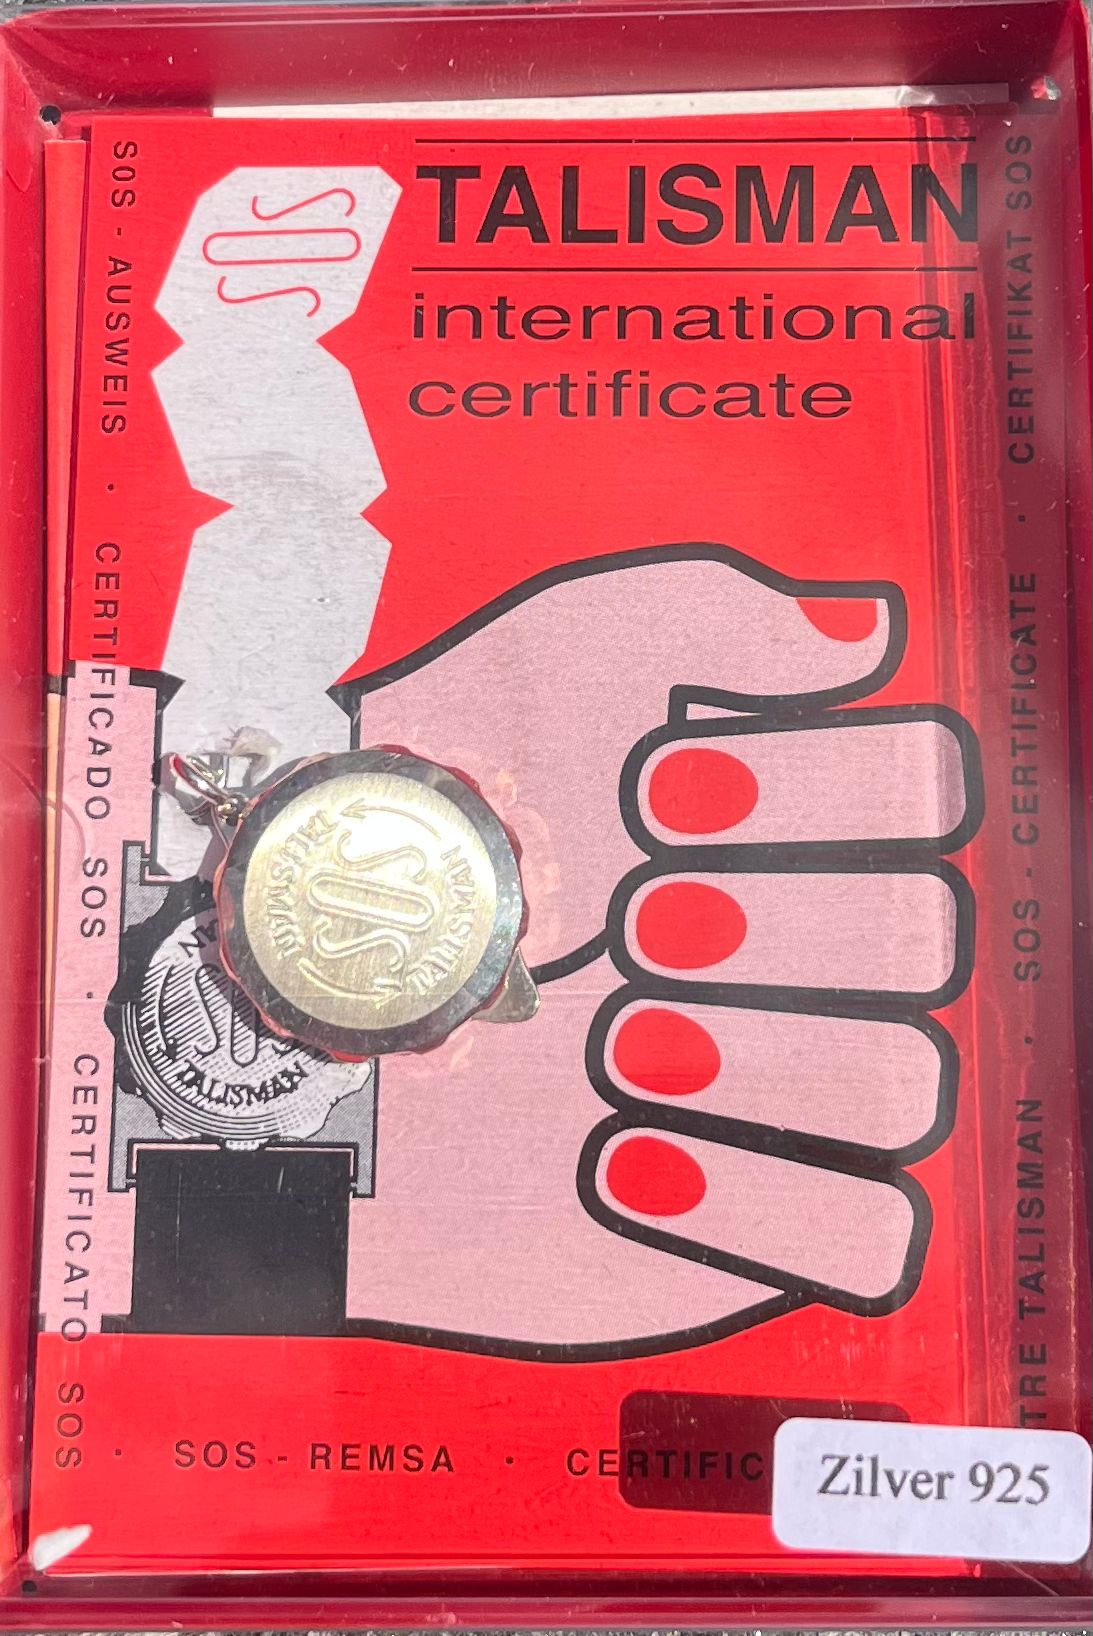 TALISMAN
international
certificate
SOS
SOS - AUSWEIS · CERTIFICADO SOS · CERTIFICATO SOS ·
SOS - REMSA · CERTIFIC
TRE TALISMAN · SOS - CERTIFICATE · CERTIFIKAT SOS
TALISMAN
SOS
TALISMAN
SOS
TALISMAN
Zilver 925